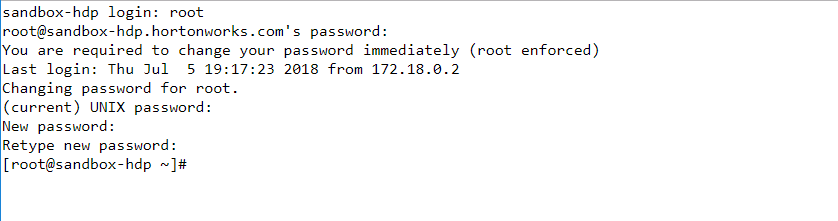 sandbox-hdp login: root
root@sandbox-hdp.hortonworks.com's password:
You are required to change your password immediately (root enforced)
Last login: Thu Jul  5 19:17:23 2018 from 172.18.0.2
Changing password for root.
(current) UNIX password:
New password:
Retype new password:
[root@sandbox-hdp ~]#